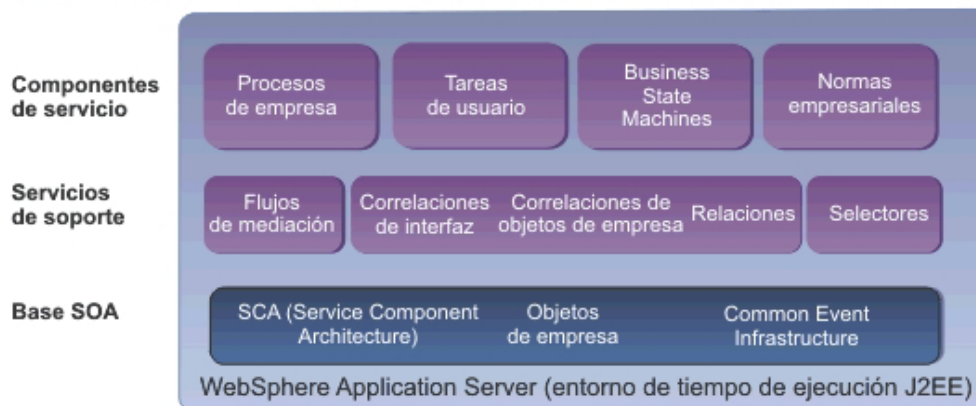 Componentes
de servicio
Procesos
de empresa
Tareas
de usuario
Business
State
Machines
Normas
empresariales
Servicios
de soporte
Flujos
de mediación
Correlaciones
de interfaz
Correlaciones de
objetos de empresa
Relaciones
Selectores
Base SOA
SCA (Service Component
Architecture)
Objetos
de empresa
Common Event
Infrastructure
WebSphere Application Server (entorno de tiempo de ejecución J2EE)